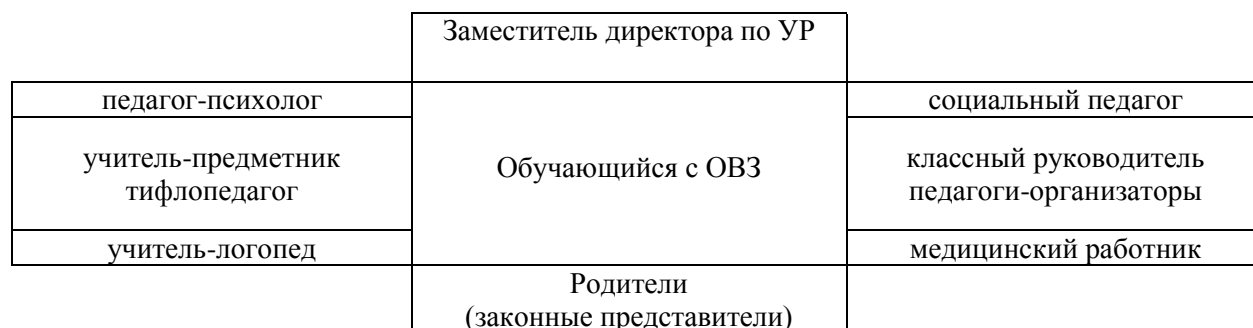 Заместитель директора по УР
педагог-психолог
социальный педагог
учитель-предметник
тифлопедагог
Обучающийся с ОВЗ
классный руководитель
педагоги-организаторы
учитель-логопед
медицинский работник
Родители
(законные представители)